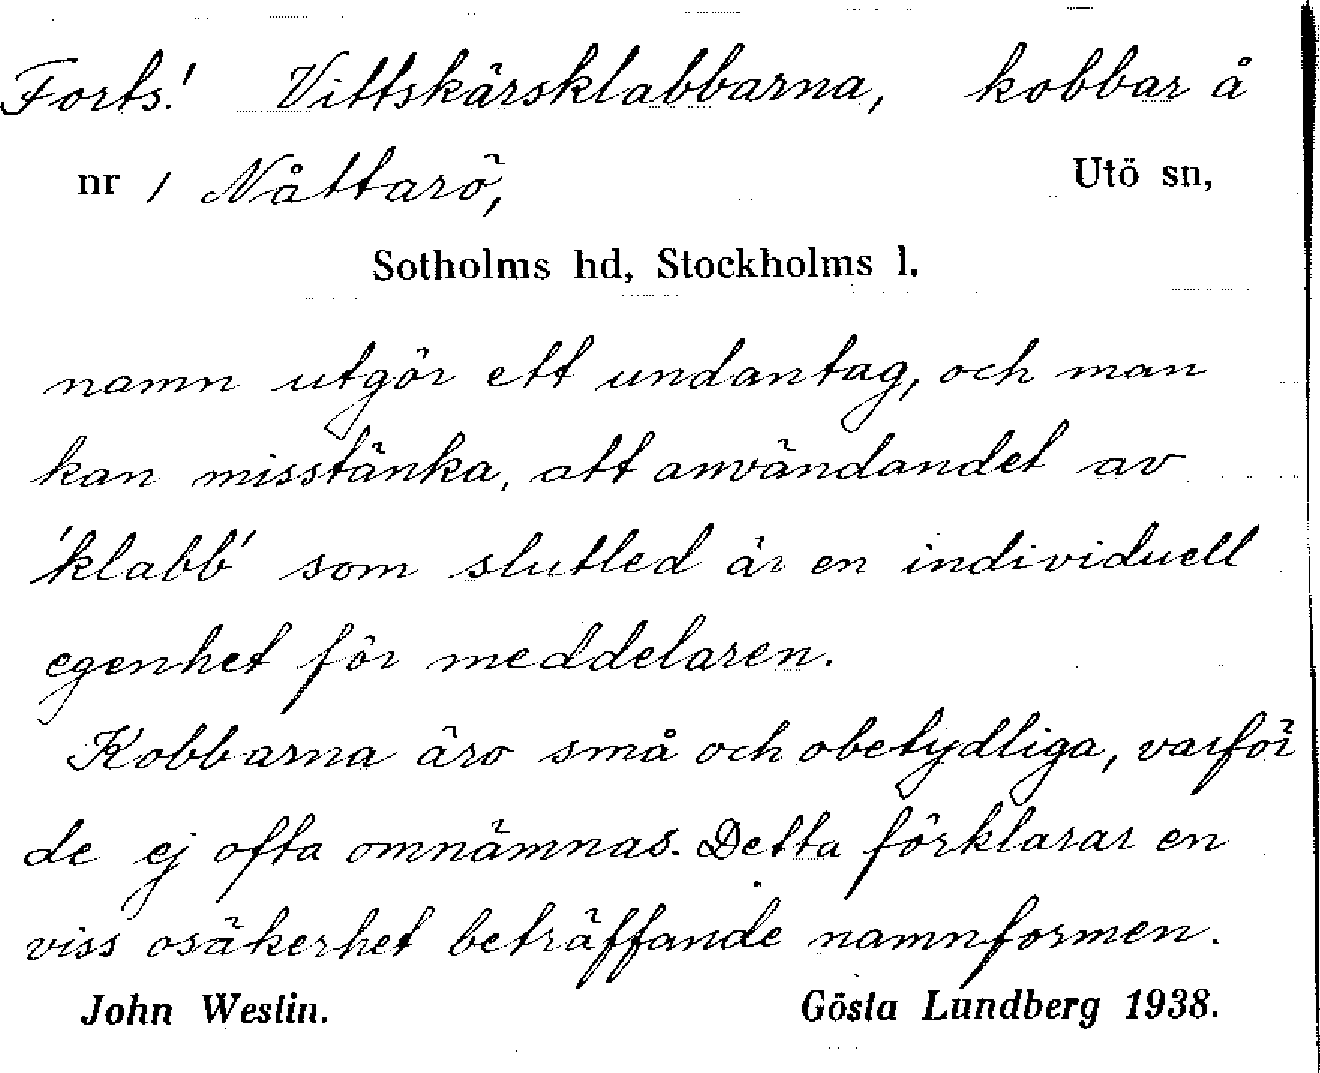 Forts.! Vittskärsklabbarna, kobbar å
nr 1 Nåttarö, Utö sn,
Sotholms hd, Stockholms l.
namn utgör ett undantag, och man
kan misstänka, att användandet av
'klabb' som slutled är en individuell
egenhet för meddelaren.
Kobbarna äro små och obetydliga, varför
de ej ofta omnämnas. Detta förklarar en
viss osäkerhet beträffande namnformen.
John Westin. Gösta Lundberg 1938.